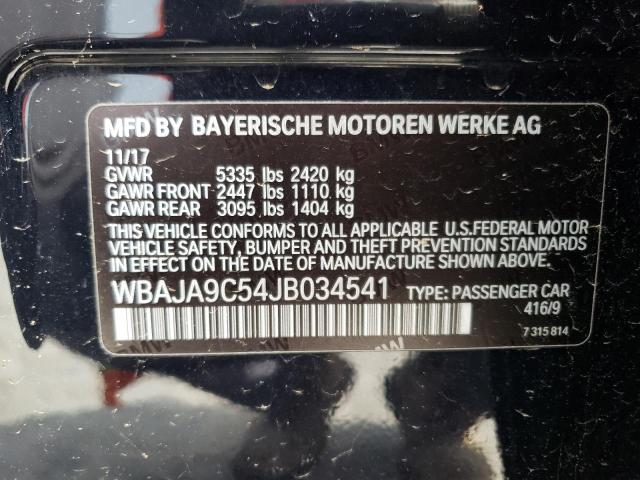 MFD BY BAYERISCHE MOTOREN WERKE AG
11/17
GVWR 5335 lbs 2420 kg
GAWR FRONT 2447 lbs 1110 kg
GAWR REAR 3095 lbs 1404 kg
THIS VEHICLE CONFORMS TO ALL APPLICABLE U.S.FEDERAL MOTOR
VEHICLE SAFETY, BUMPER AND THEFT PREVENTION STANDARDS
IN EFFECT ON THE DATE OF MANUFACTURE SHOWN ABOVE.
WBAJA9C54JB034541 TYPE: PASSENGER CAR
416/9
7 315 814